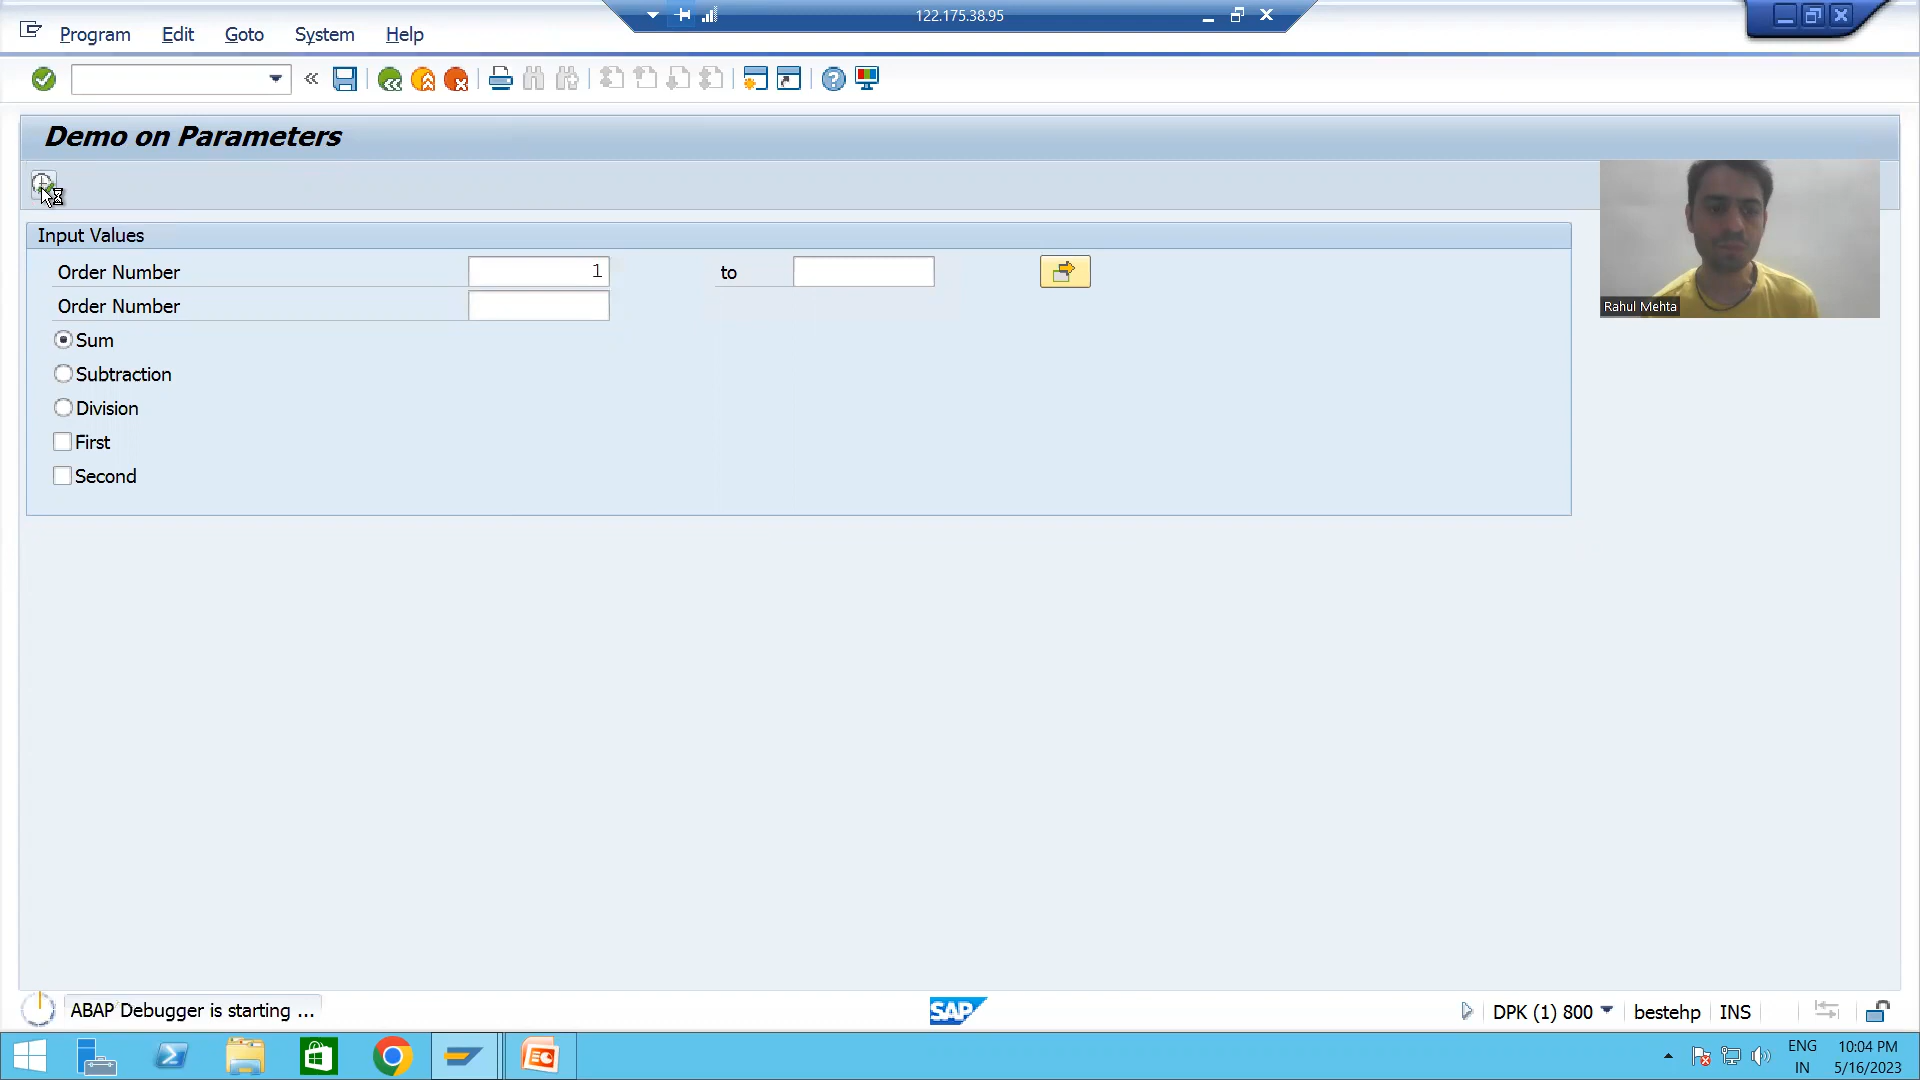 122.175.38.95
Program Edit Goto System Help
Demo on Parameters
Input Values
Order Number 1 to
Order Number
Sum
Subtraction
Division
First
Second
Rahul Mehta
ABAP Debugger is starting ...
SAP
DPK (1) 800 bestehp INS
ENG 10:04 PM
IN 5/16/2023